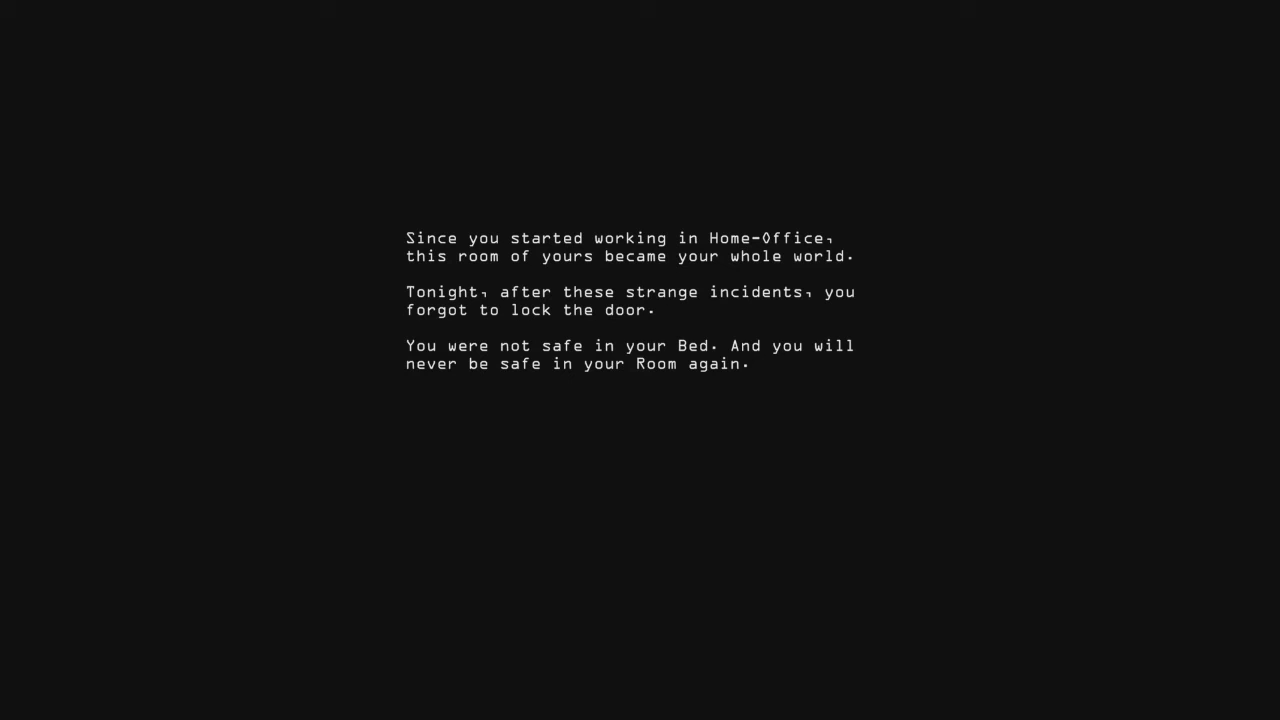 Since you started working in Home-Office,
this room of yours became your whole world.
Tonight, after these strange incidents, you
forgot to lock the door.
You were not safe in your Bed. And you will
never be safe in your Room again.